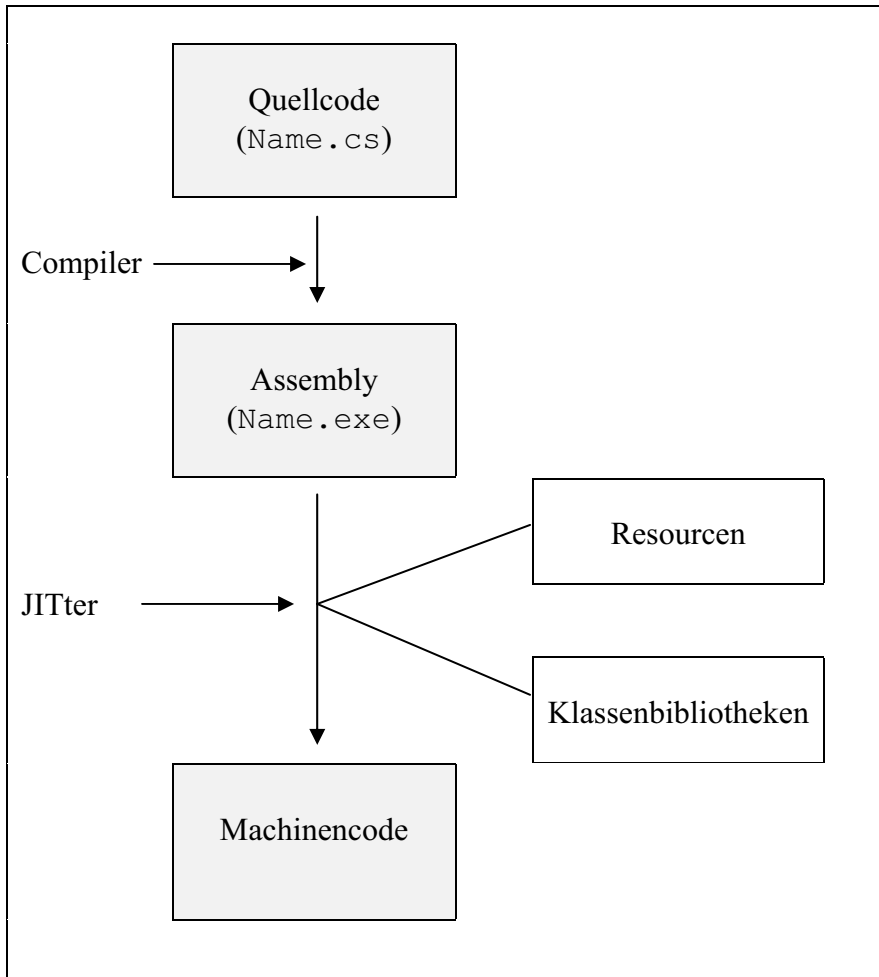 Quellcode
(Name.cs)
Compiler
Assembly
(Name.exe)
Resourcen
JITter
Klassenbibliotheken
Machinencode